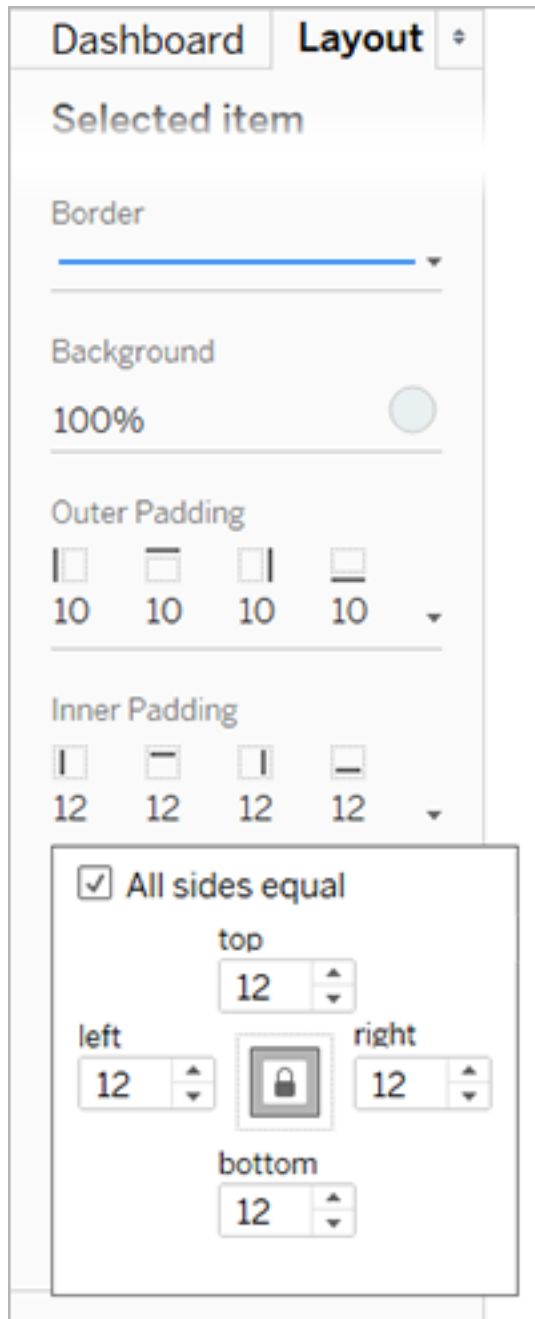 Dashboard Layout
Selected item
Border
Background
100%
Outer Padding
10 10 10 10
Inner Padding
12 12 12 12
All sides equal
top
12
left right
12 12
bottom
12